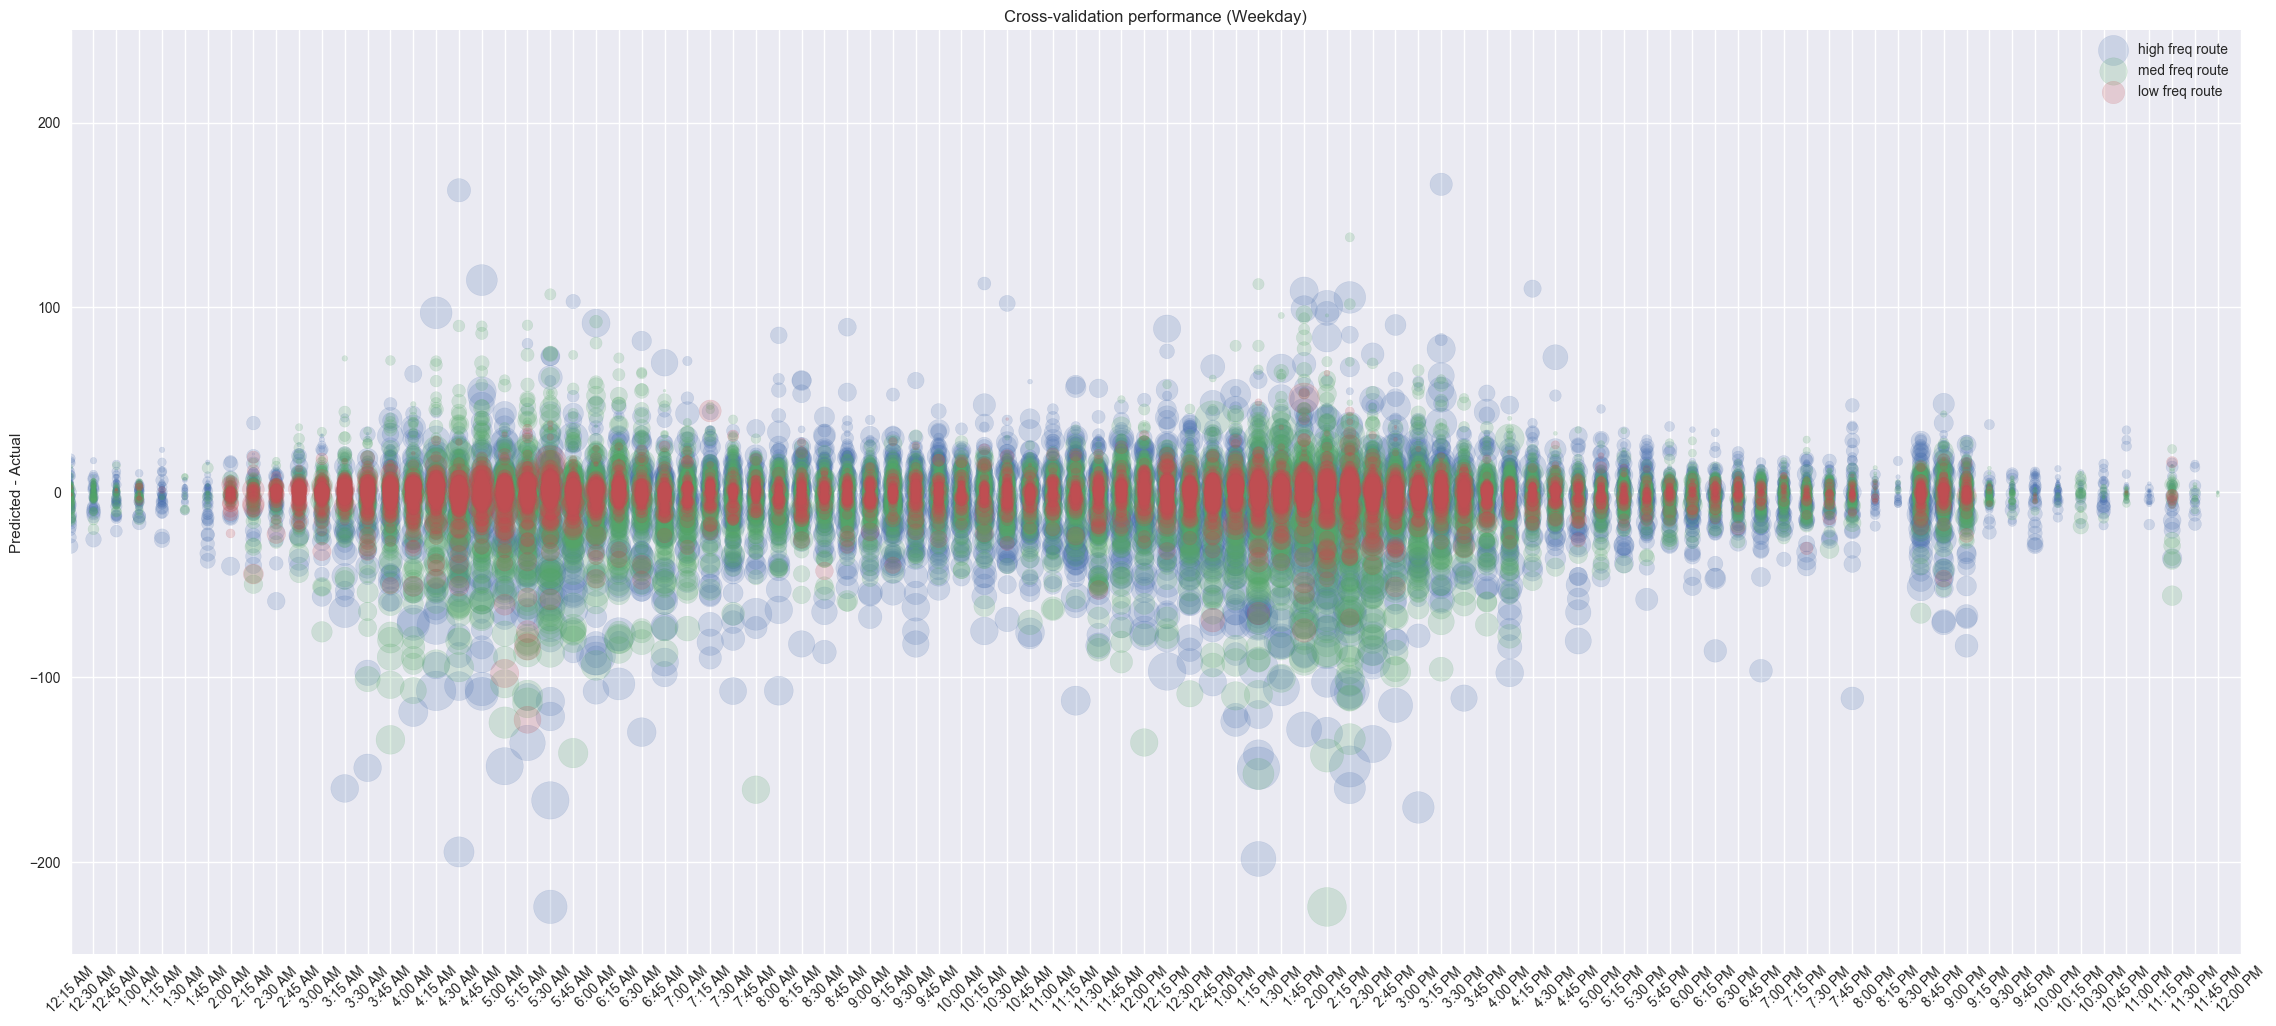 Cross-validation performance (Weekday)
high freq route
med freq route
low freq route
200
100
0
−100
−200
Predicted - Actual
12:15 AM
12:30 AM
12:45 AM
1:00 AM
1:15 AM
1:30 AM
1:45 AM
2:00 AM
2:15 AM
2:30 AM
2:45 AM
3:00 AM
3:15 AM
3:30 AM
3:45 AM
4:00 AM
4:15 AM
4:30 AM
4:45 AM
5:00 AM
5:15 AM
5:30 AM
5:45 AM
6:00 AM
6:15 AM
6:30 AM
6:45 AM
7:00 AM
7:15 AM
7:30 AM
7:45 AM
8:00 AM
8:15 AM
8:30 AM
8:45 AM
9:00 AM
9:15 AM
9:30 AM
9:45 AM
10:00 AM
10:15 AM
10:30 AM
10:45 AM
11:00 AM
11:15 AM
11:30 AM
11:45 AM
12:00 PM
12:15 PM
12:30 PM
12:45 PM
1:00 PM
1:15 PM
1:30 PM
1:45 PM
2:00 PM
2:15 PM
2:30 PM
2:45 PM
3:00 PM
3:15 PM
3:30 PM
3:45 PM
4:00 PM
4:15 PM
4:30 PM
4:45 PM
5:00 PM
5:15 PM
5:30 PM
5:45 PM
6:00 PM
6:15 PM
6:30 PM
6:45 PM
7:00 PM
7:15 PM
7:30 PM
7:45 PM
8:00 PM
8:15 PM
8:30 PM
8:45 PM
9:00 PM
9:15 PM
9:30 PM
9:45 PM
10:00 PM
10:15 PM
10:30 PM
10:45 PM
11:00 PM
11:15 PM
11:30 PM
11:45 PM
12:00 PM